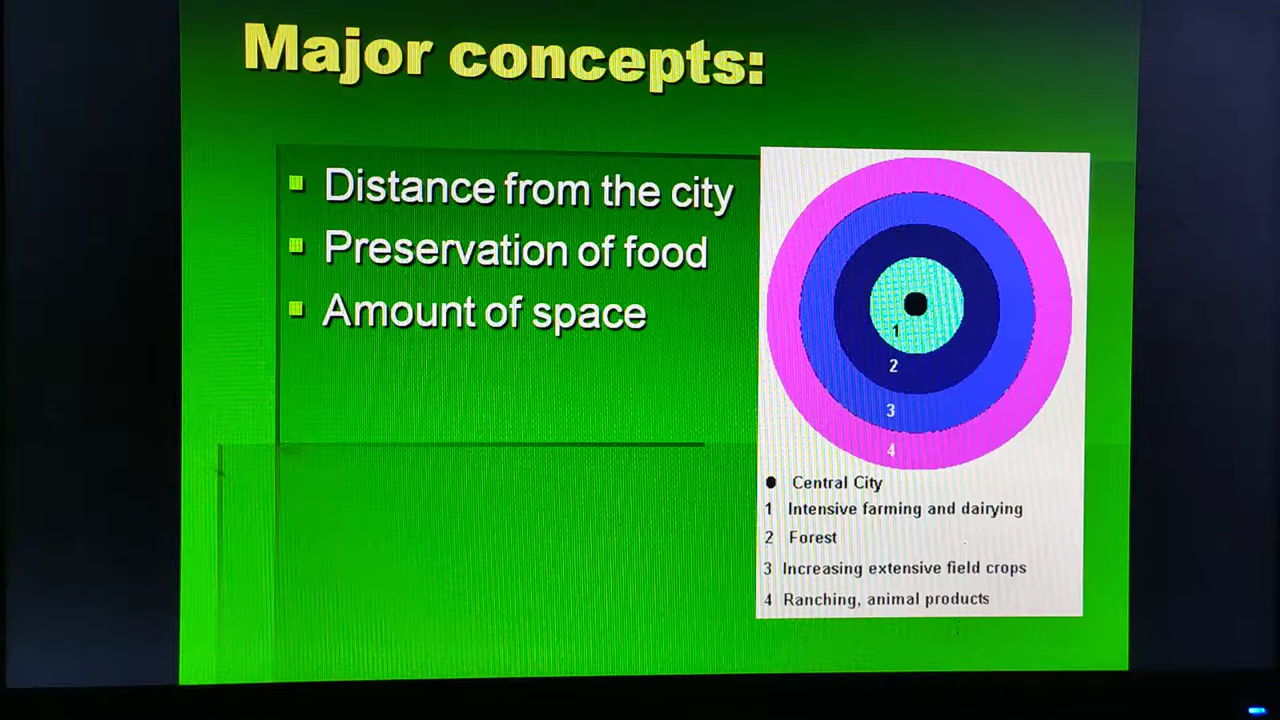 Major concepts:
Distance from the city
Preservation of food
Amount of space
1
2
3
4
Central City
1 Intensive farming and dairying
2 Forest
3 Increasing extensive field crops
4 Ranching, animal products